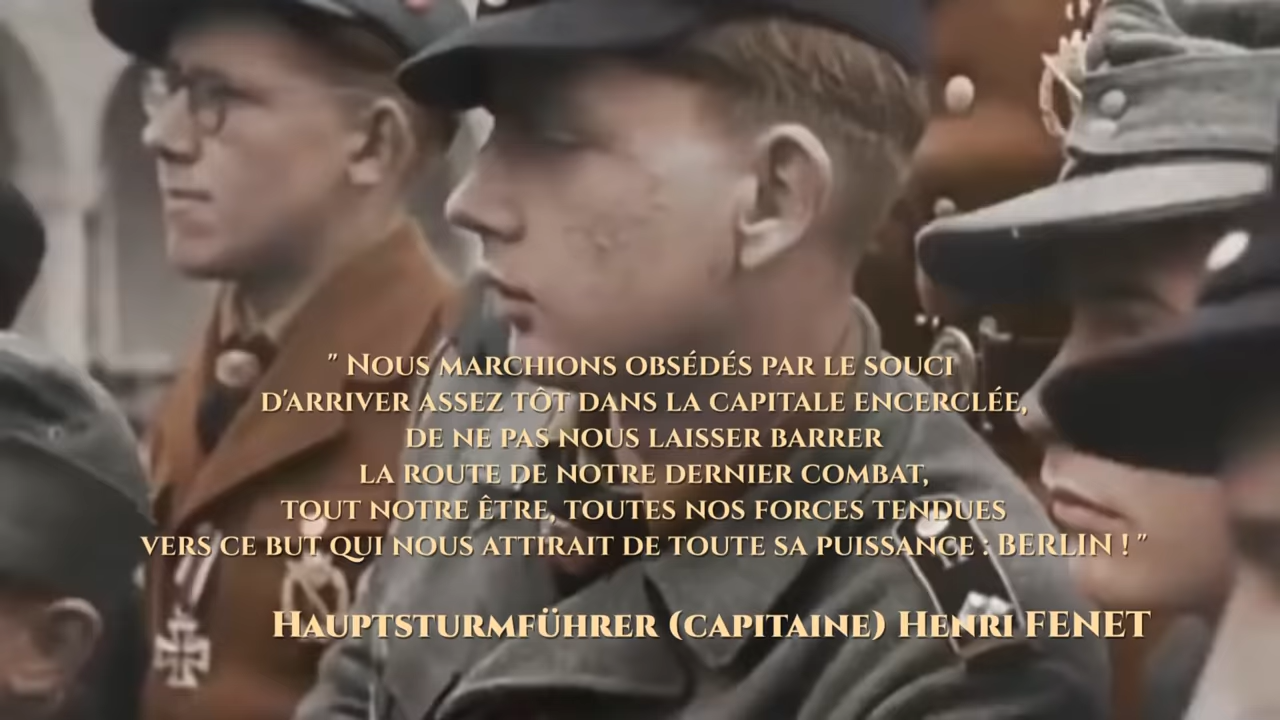 " Nous marchions obsédés par le souci
d'arriver assez tôt dans la capitale encerclée,
de ne pas nous laisser barrer
la route de notre dernier combat,
tout notre être, toutes nos forces tendues
vers ce but qui nous attirait de toute sa puissance : BERLIN ! "
Hauptsturmführer (capitaine) Henri FENET